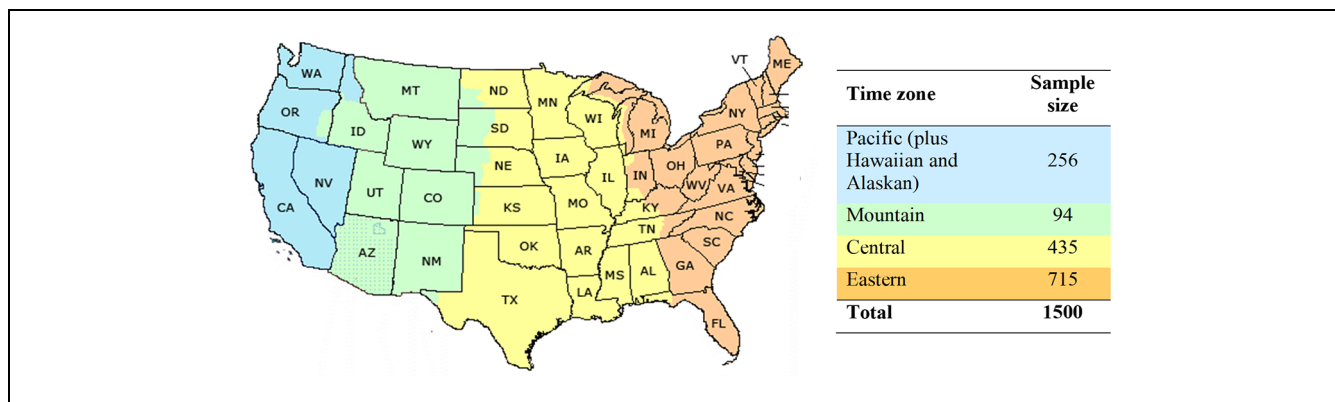 VT
ME
WA
MT
ND
MN
OR
ID
WY
SD
WI
MI
NY
NE
IA
PA
NV
UT
CO
IL
IN
OH
WV
VA
CA
KS
MO
KY
NC
AZ
NM
OK
AR
TN
SC
TX
LA
MS
AL
GA
FL
Time zone Sample
size
Pacific (plus
Hawaiian and 256
Alaskan)
Mountain 94
Central 435
Eastern 715
Total 1500